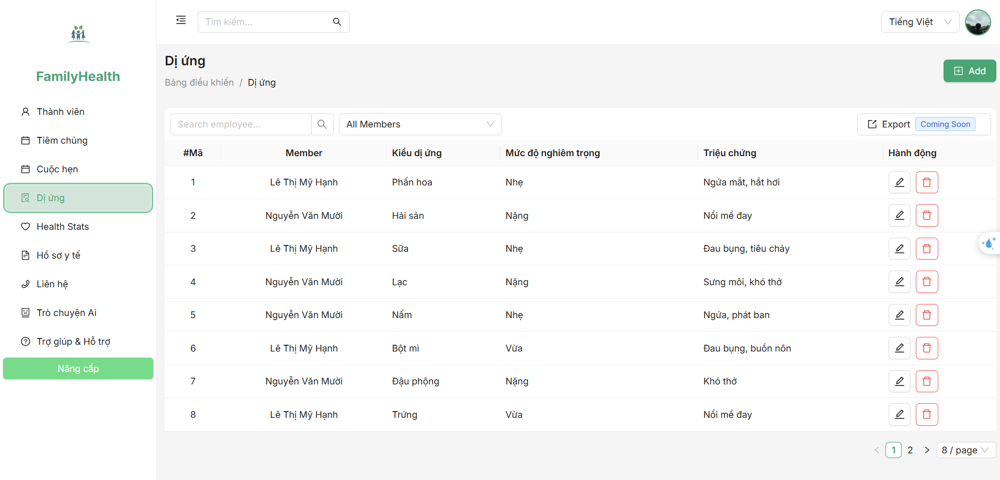 FamilyHealth
Thành viên
Tiêm chủng
Cuộc hẹn
Dị ứng
Health Stats
Hồ sơ y tế
Liên hệ
Trò chuyện Ai
Trợ giúp & Hỗ trợ
Nâng cấp
Tìm kiếm...
Tiếng Việt
Dị ứng
Bảng điều khiển / Dị ứng
Add
Search employee...
All Members
Export Coming Soon
#Mã Member Kiểu dị ứng Mức độ nghiêm trọng Triệu chứng Hành động
1 Lê Thị Mỹ Hạnh Phấn hoa Nhẹ Ngứa mắt, hắt hơi
2 Nguyễn Văn Mười Hải sản Nặng Nổi mề đay
3 Lê Thị Mỹ Hạnh Sữa Nhẹ Đau bụng, tiêu chảy
4 Nguyễn Văn Mười Lạc Nặng Sưng môi, khó thở
5 Nguyễn Văn Mười Nấm Nhẹ Ngứa, phát ban
6 Lê Thị Mỹ Hạnh Bột mì Vừa Đau bụng, buồn nôn
7 Nguyễn Văn Mười Đậu phộng Nặng Khó thở
8 Lê Thị Mỹ Hạnh Trứng Vừa Nổi mề đay
< 1 2 > 8 / page